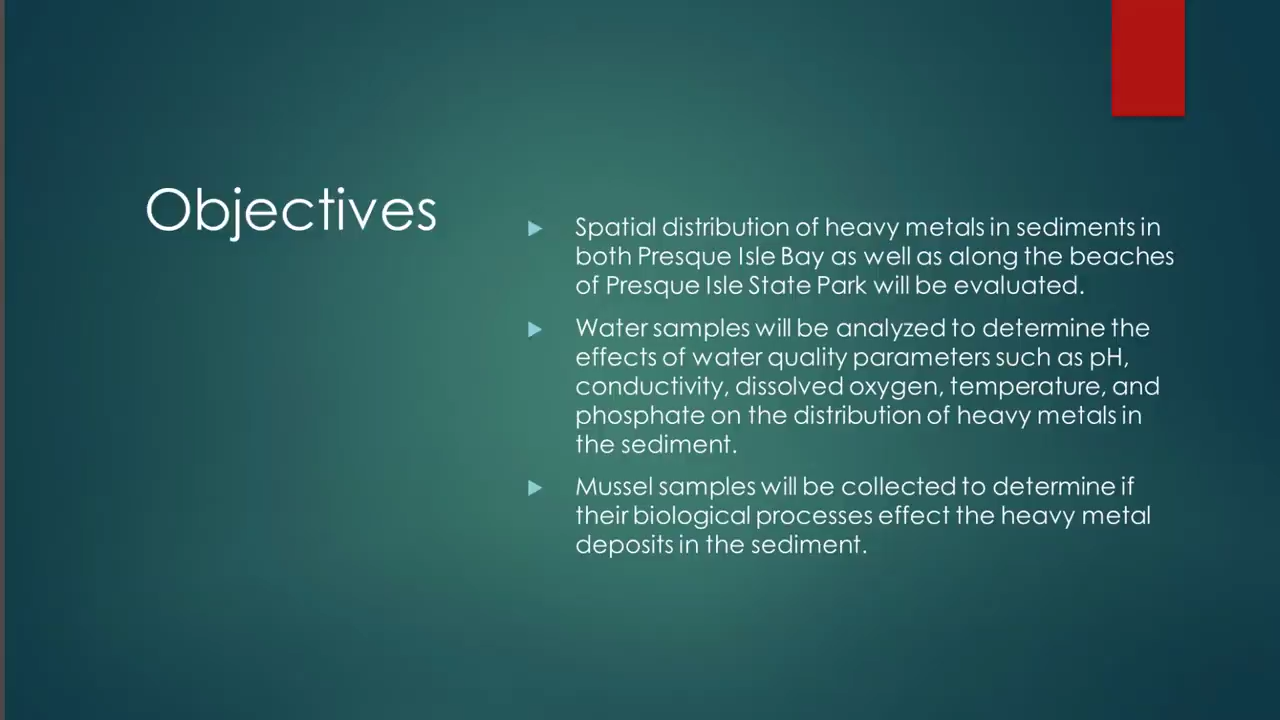 Objectives
Spatial distribution of heavy metals in sediments in
both Presque Isle Bay as well as along the beaches
of Presque Isle State Park will be evaluated.
Water samples will be analyzed to determine the
effects of water quality parameters such as pH,
conductivity, dissolved oxygen, temperature, and
phosphate on the distribution of heavy metals in
the sediment.
Mussel samples will be collected to determine if
their biological processes effect the heavy metal
deposits in the sediment.